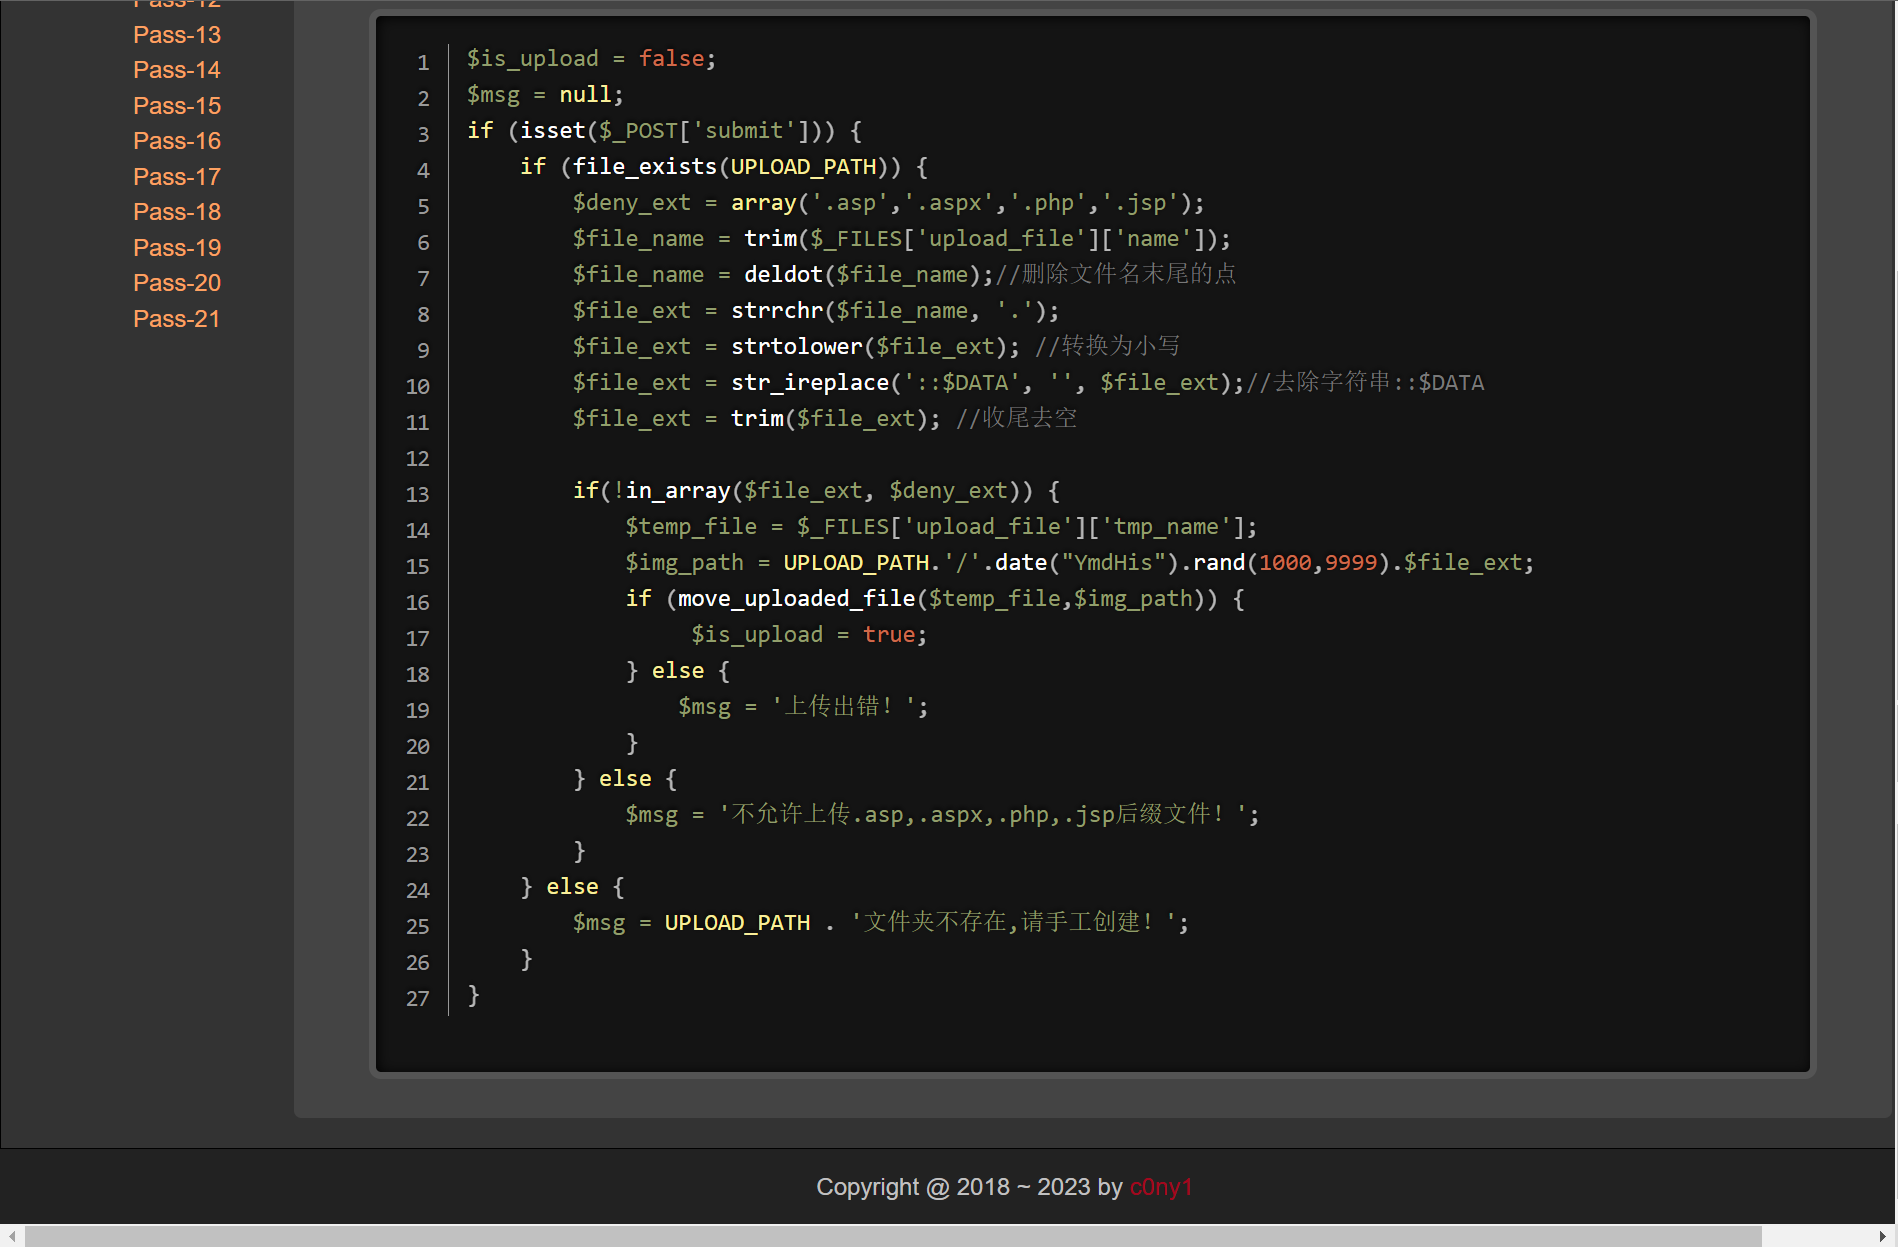 Pass-12
Pass-13
Pass-14
Pass-15
Pass-16
Pass-17
Pass-18
Pass-19
Pass-20
Pass-21
1 $is_upload = false;
2 $msg = null;
3 if (isset($_POST['submit'])) {
4     if (file_exists(UPLOAD_PATH)) {
5         $deny_ext = array('.asp','.aspx','.php','.jsp');
6         $file_name = trim($_FILES['upload_file']['name']);
7         $file_name = deldot($file_name);//删除文件名末尾的点
8         $file_ext = strrchr($file_name, '.');
9         $file_ext = strtolower($file_ext); //转换为小写
10         $file_ext = str_ireplace('::$DATA', '', $file_ext);//去除字符串::$DATA
11         $file_ext = trim($file_ext); //收尾去空
12
13         if(!in_array($file_ext, $deny_ext)) {
14             $temp_file = $_FILES['upload_file']['tmp_name'];
15             $img_path = UPLOAD_PATH.'/'.date("YmdHis").rand(1000,9999).$file_ext;
16             if (move_uploaded_file($temp_file,$img_path)) {
17                  $is_upload = true;
18             } else {
19                 $msg = '上传出错！';
20             }
21         } else {
22             $msg = '不允许上传.asp,.aspx,.php,.jsp后缀文件！';
23         }
24     } else {
25         $msg = UPLOAD_PATH . '文件夹不存在,请手工创建！';
26     }
27 }
Copyright @ 2018 ~ 2023 by c0ny1